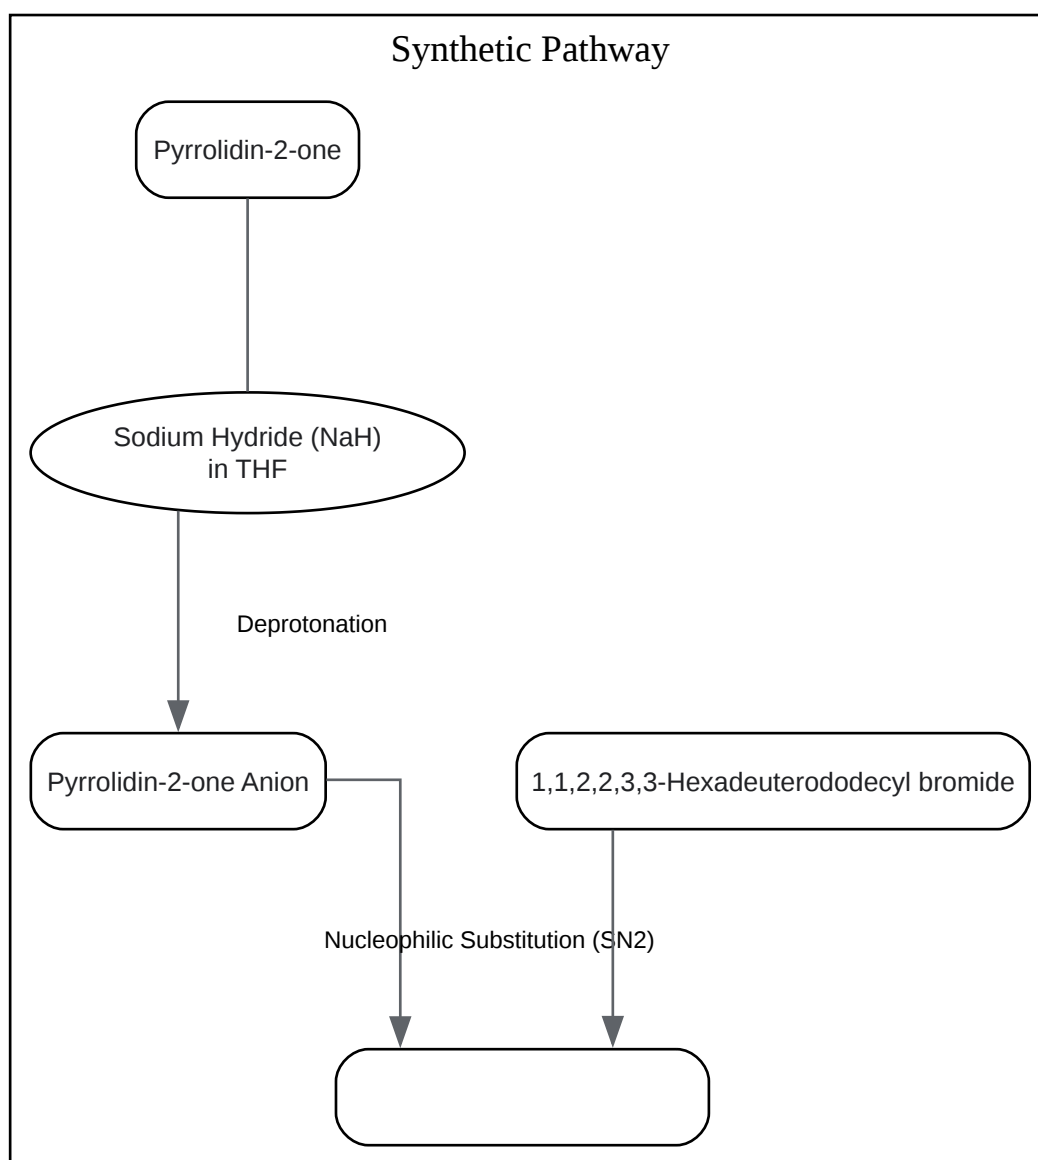 Synthetic Pathway
Pyrrolidin-2-one
Sodium Hydride (NaH)
in THF
Deprotonation
Pyrrolidin-2-one Anion
1,1,2,2,3,3-Hexadeuterododecyl bromide
Nucleophilic Substitution (SN2)